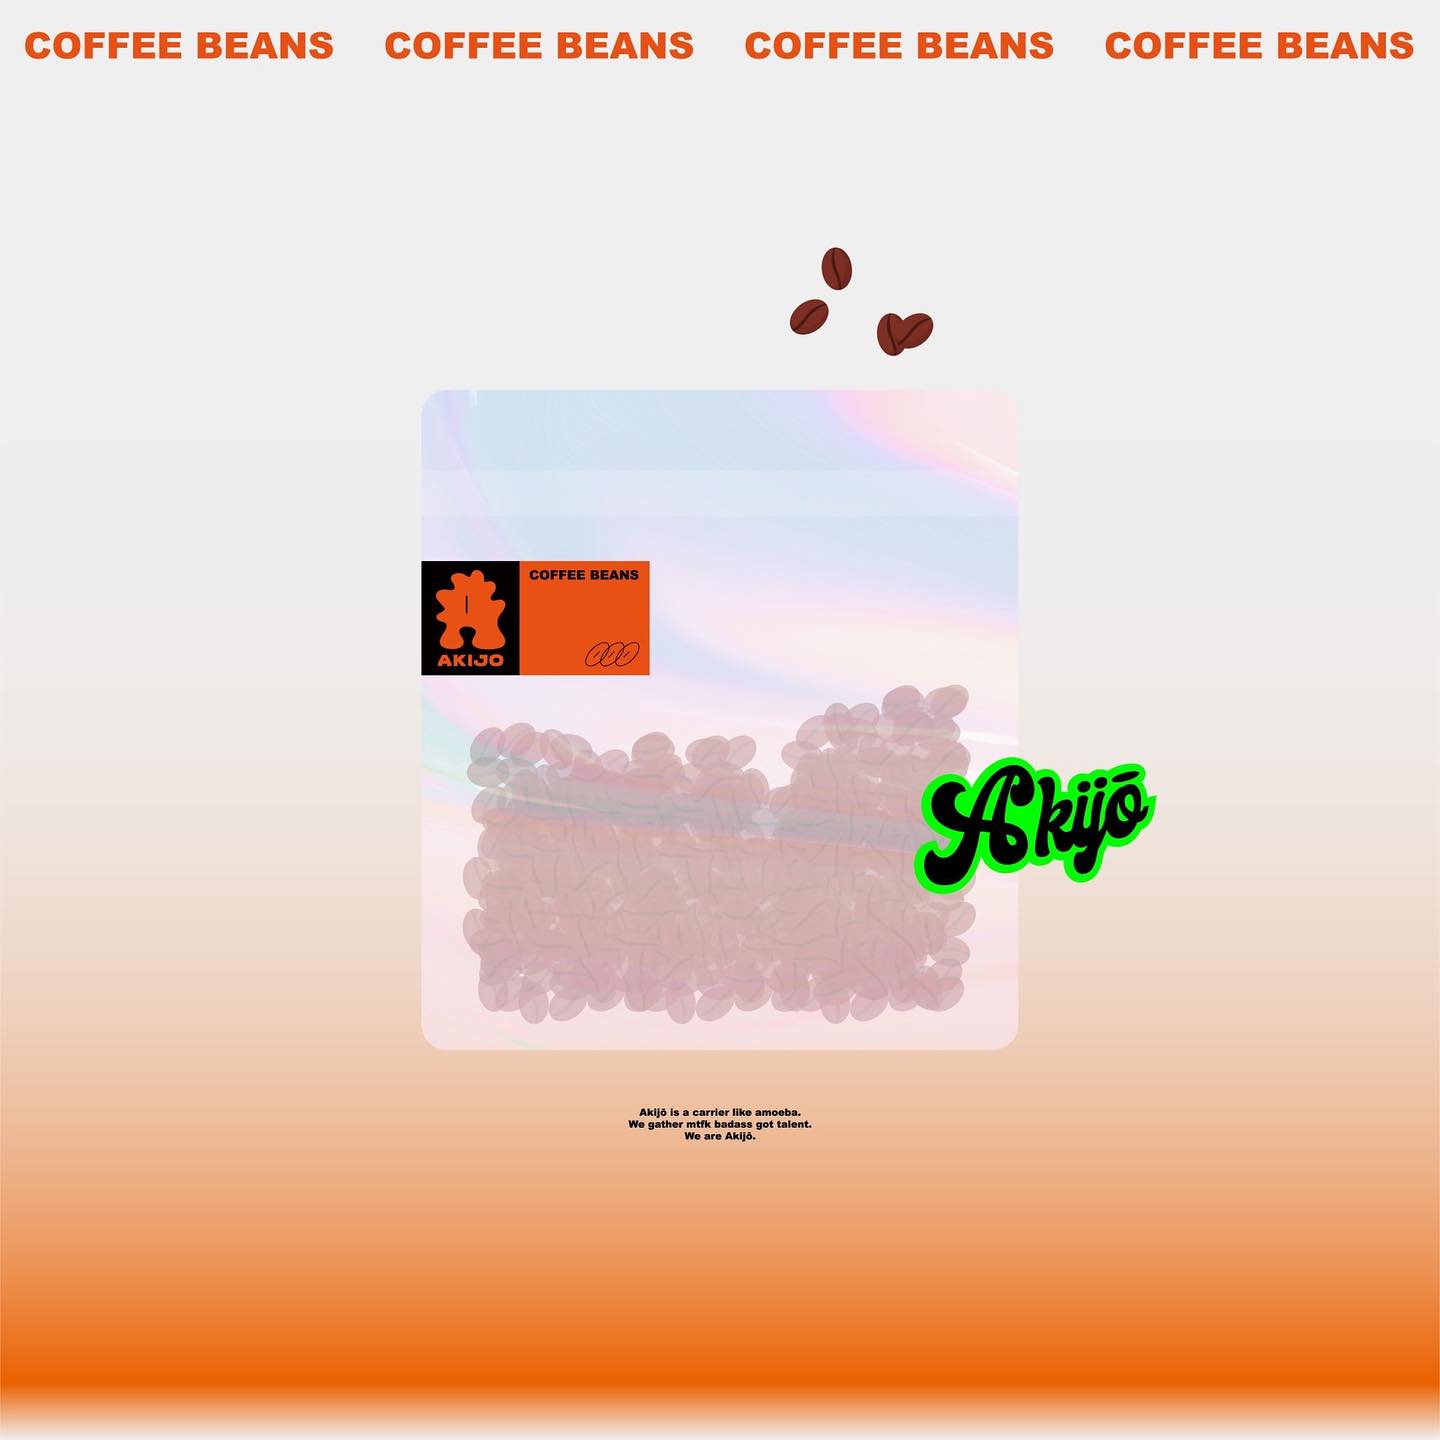 COFFEE BEANS COFFEE BEANS COFFEE BEANS COFFEE BEANS
COFFEE BEANS
AKIJO
Akijō
Akijō is a carrier like amoeba.
We gather mtfk badass got talent.
We are Akijō.